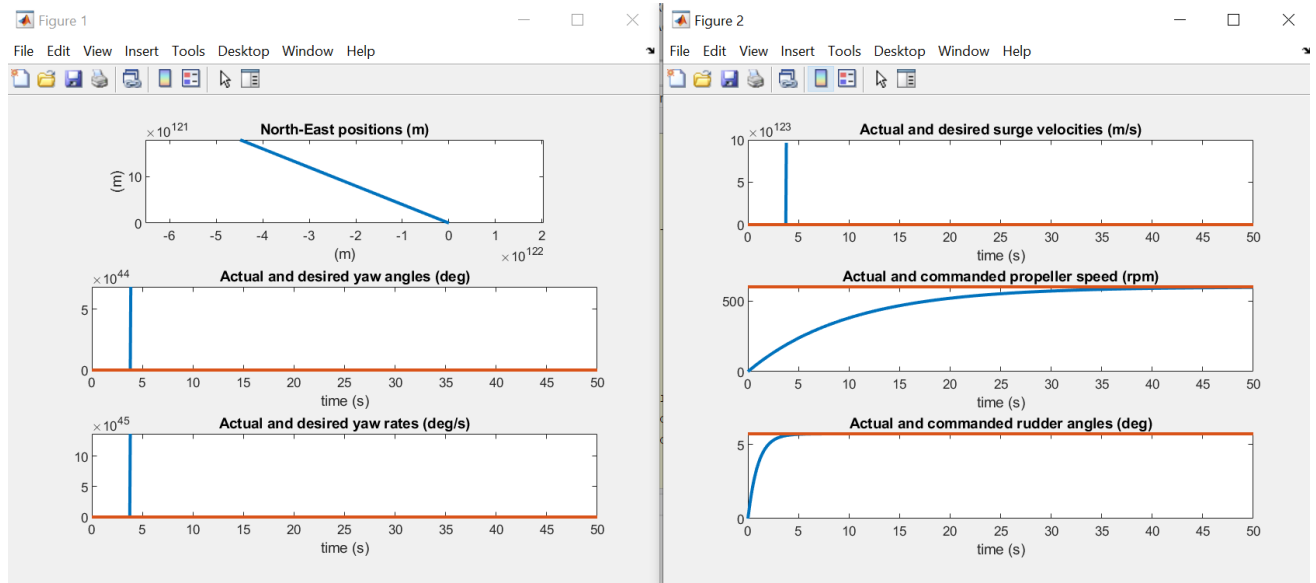 Figure 1
File Edit View Insert Tools Desktop Window Help
×10^121
North-East positions (m)
(m)
10
0
-6 -5 -4 -3 -2 -1 0 1 2
(m)
×10^122
×10^44
Actual and desired yaw angles (deg)
5
0
0 5 10 15 20 25 30 35 40 45 50
time (s)
×10^45
Actual and desired yaw rates (deg/s)
10
5
0
0 5 10 15 20 25 30 35 40 45 50
time (s)
Figure 2
File Edit View Insert Tools Desktop Window Help
×10^123
Actual and desired surge velocities (m/s)
10
5
0
0 5 10 15 20 25 30 35 40 45 50
time (s)
Actual and commanded propeller speed (rpm)
500
0
0 5 10 15 20 25 30 35 40 45 50
time (s)
Actual and commanded rudder angles (deg)
5
0
0 5 10 15 20 25 30 35 40 45 50
time (s)